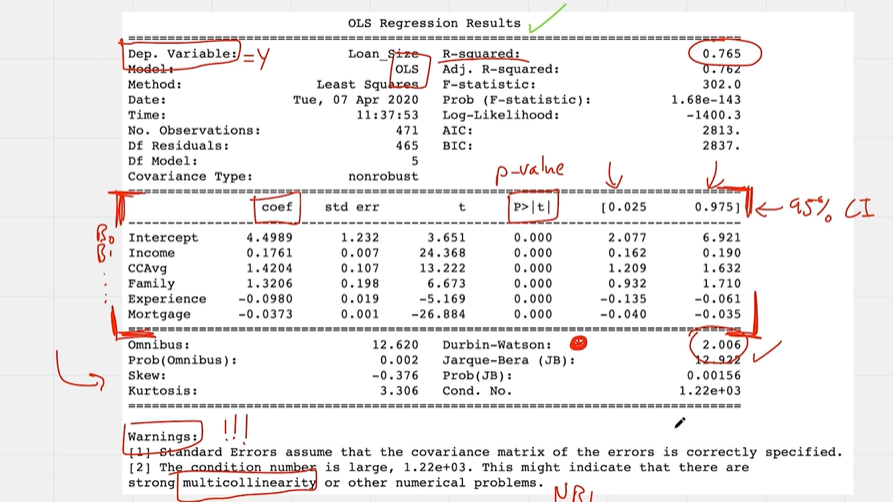 OLS Regression Results
Dep. Variable: =Y Loan_Size R-squared: 0.765
Model: OLS Adj. R-squared: 0.762
Method: Least Squares F-statistic: 302.0
Date: Tue, 07 Apr 2020 Prob (F-statistic): 1.68e-143
Time: 11:37:53 Log-Likelihood: -1400.3
No. Observations: 471 AIC: 2813.
Df Residuals: 465 BIC: 2837.
Df Model: 5
Covariance Type: nonrobust
p-value
coef std err t P>|t| [0.025 0.975] ← 95% CI
B0 Intercept 4.4989 1.232 3.651 0.000 2.077 6.921
B1 Income 0.1761 0.007 24.368 0.000 0.162 0.190
CCAvg 1.4204 0.107 13.222 0.000 1.209 1.632
Family 1.3206 0.198 6.673 0.000 0.932 1.710
Experience -0.0980 0.019 -5.169 0.000 -0.135 -0.061
Mortgage -0.0373 0.001 -26.884 0.000 -0.040 -0.035
Omnibus: 12.620 Durbin-Watson: 2.006
Prob(Omnibus): 0.002 Jarque-Bera (JB): 12.922
Skew: -0.376 Prob(JB): 0.00156
Kurtosis: 3.306 Cond. No. 1.22e+03
Warnings: !!!
[1] Standard Errors assume that the covariance matrix of the errors is correctly specified.
[2] The condition number is large, 1.22e+03. This might indicate that there are
strong multicollinearity or other numerical problems.